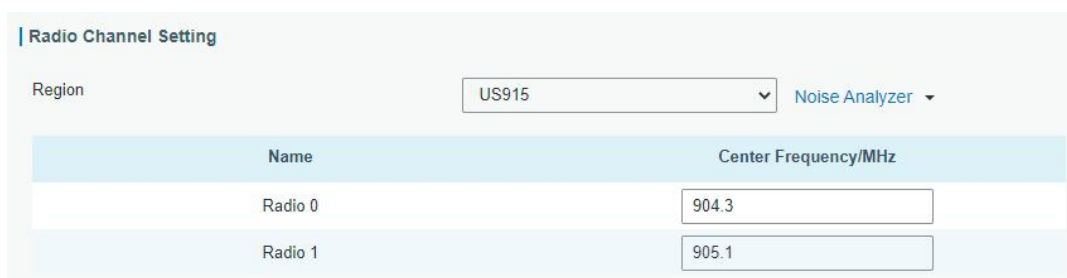 Radio Channel Setting
Region US915 Noise Analyzer
Name Center Frequency/MHz
Radio 0 904.3
Radio 1 905.1